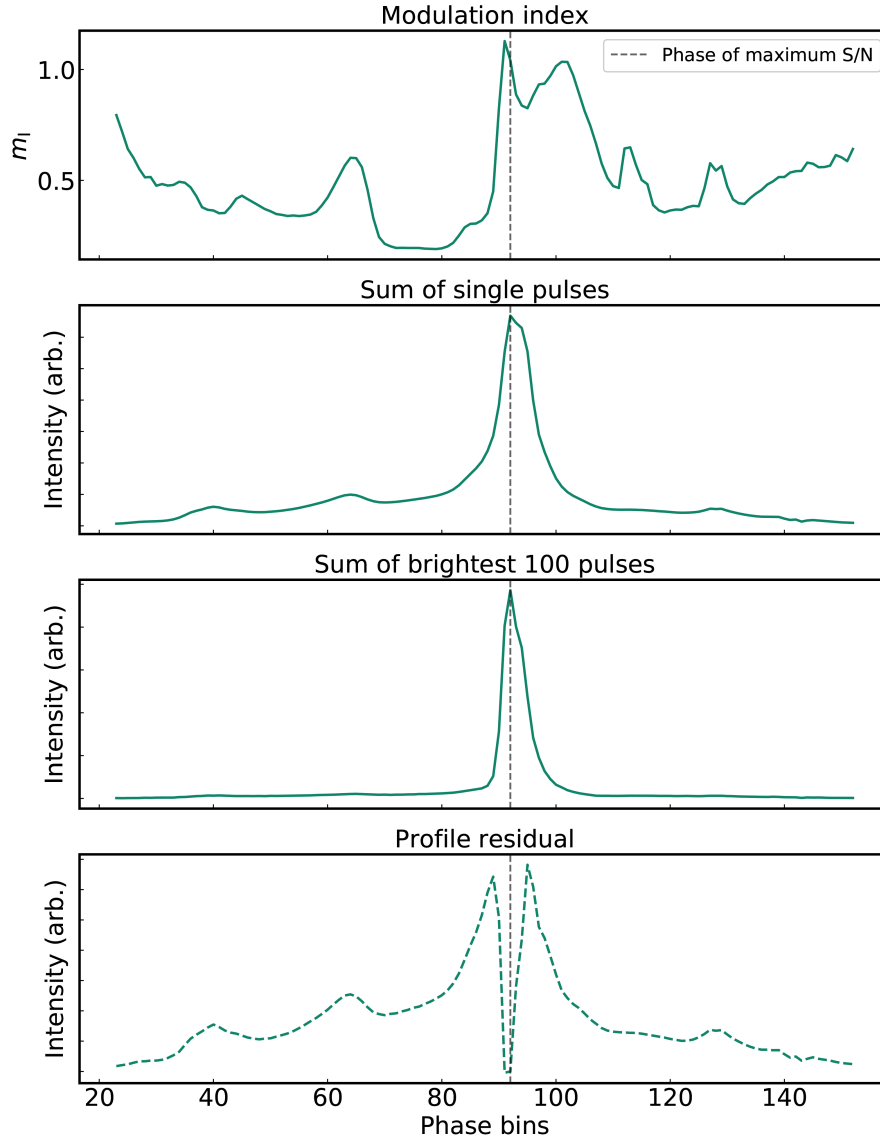 Modulation index
Phase of maximum S/N
1.0
0.5
mI
Sum of single pulses
Intensity (arb.)
Sum of brightest 100 pulses
Intensity (arb.)
Profile residual
Intensity (arb.)
20 40 60 80 100 120 140
Phase bins